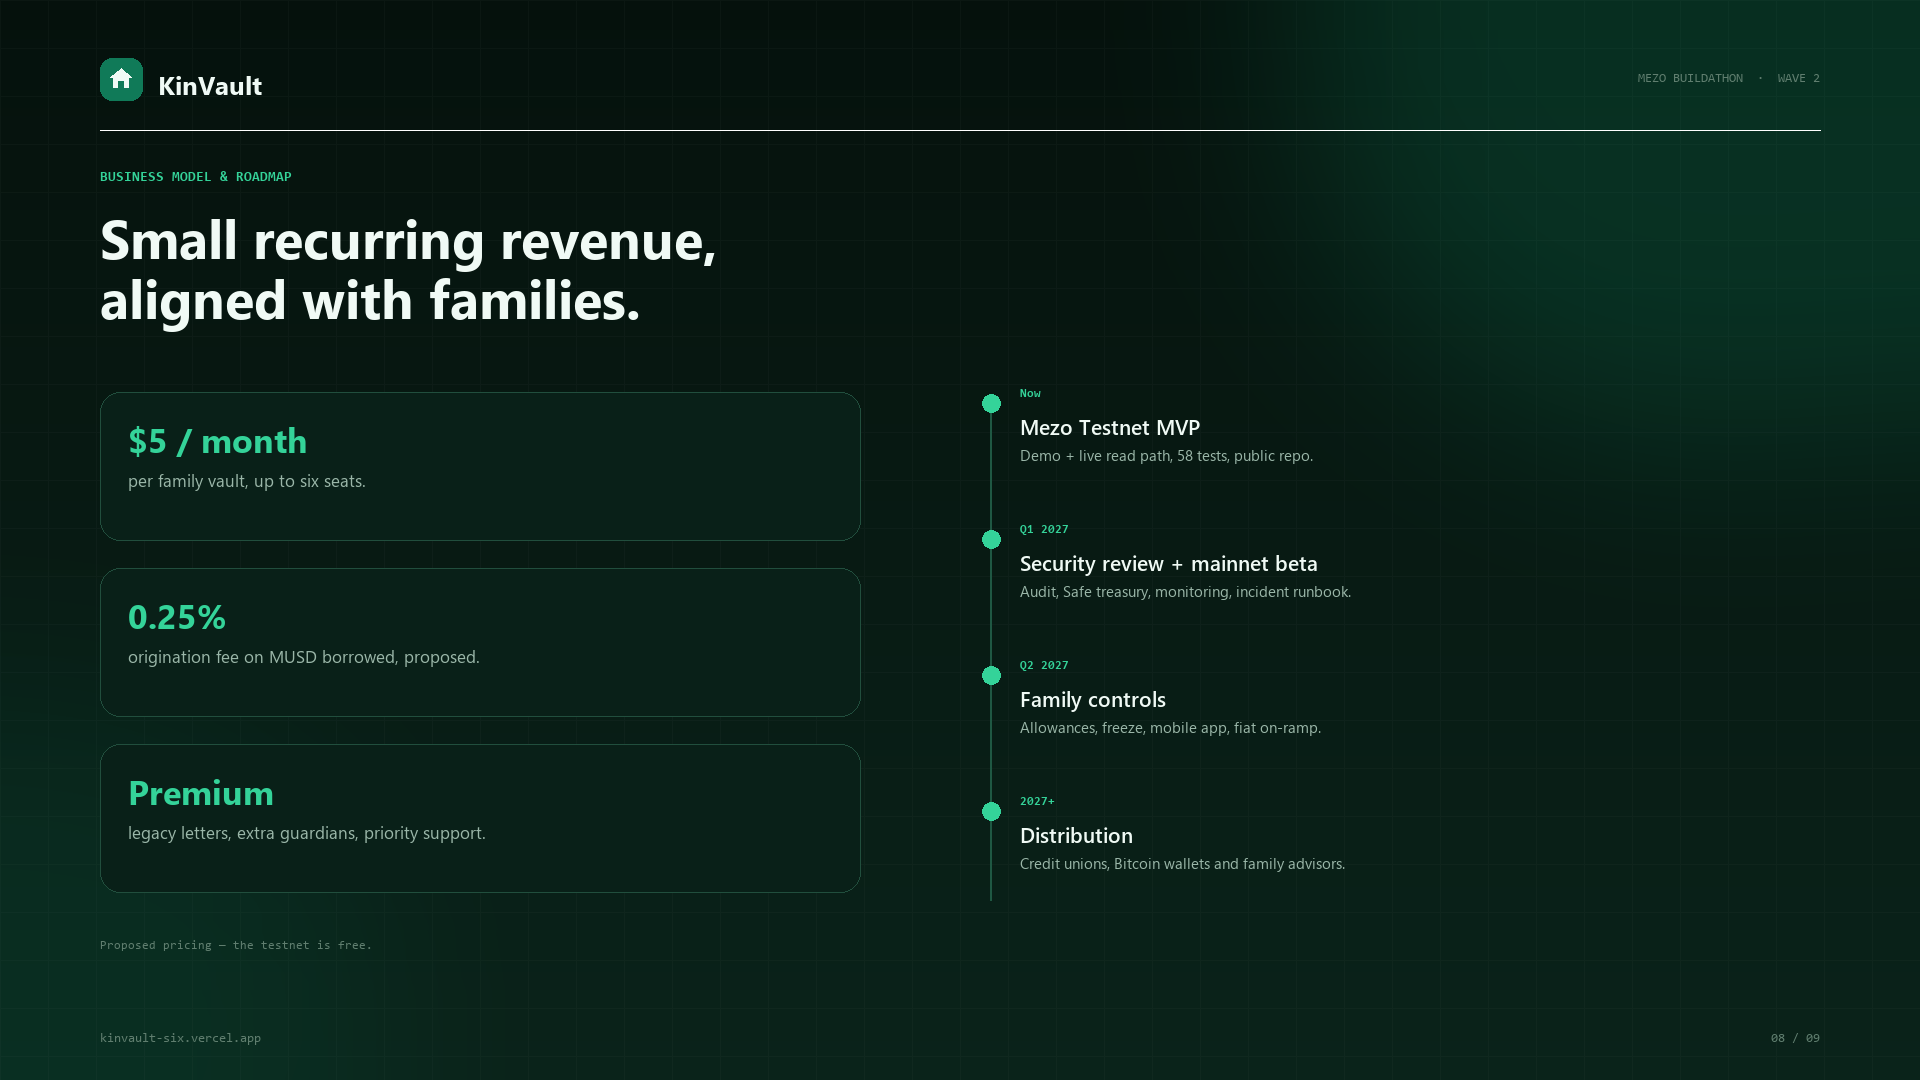 KinVault
MEZO BUILDATHON · WAVE 2
BUSINESS MODEL & ROADMAP
Small recurring revenue,
aligned with families.
$5 / month
per family vault, up to six seats.
0.25%
origination fee on MUSD borrowed, proposed.
Premium
legacy letters, extra guardians, priority support.
Now
Mezo Testnet MVP
Demo + live read path, 58 tests, public repo.
Q1 2027
Security review + mainnet beta
Audit, Safe treasury, monitoring, incident runbook.
Q2 2027
Family controls
Allowances, freeze, mobile app, fiat on-ramp.
2027+
Distribution
Credit unions, Bitcoin wallets and family advisors.
Proposed pricing — the testnet is free.
kinvault-six.vercel.app
08 / 09